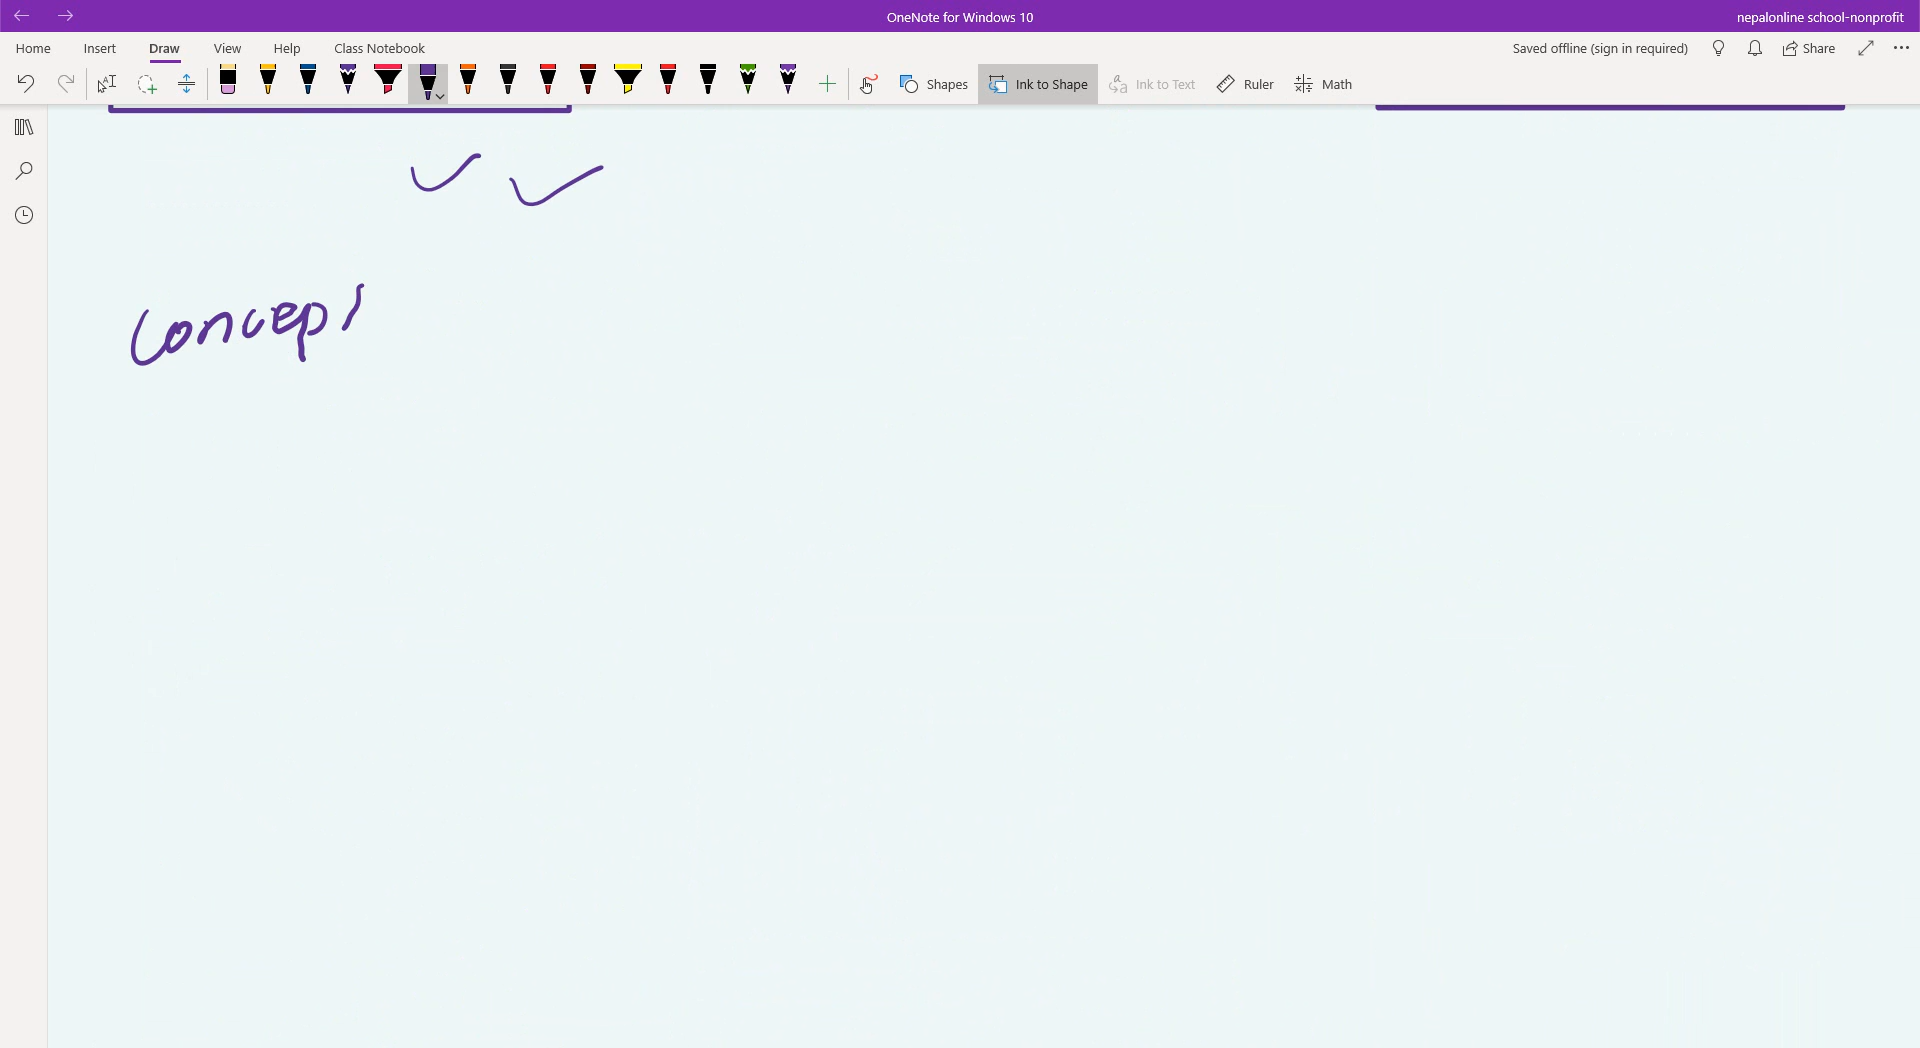 OneNote for Windows 10
nepalonline school-nonprofit
Home Insert Draw View Help Class Notebook
Saved offline (sign in required) Share
Shapes Ink to Shape Ink to Text Ruler Math
Concept